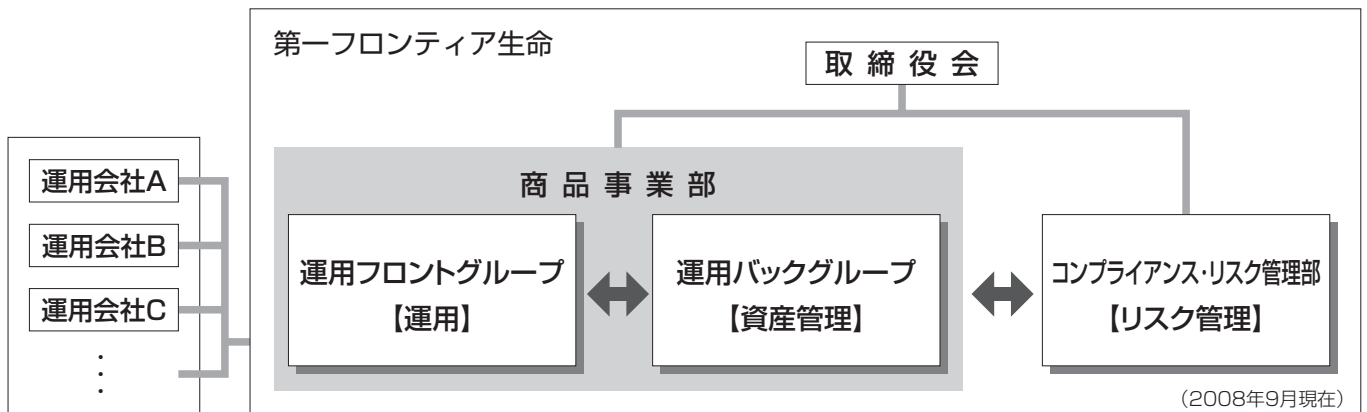 第一フロンティア生命
取締役会
運用会社A
運用会社B
運用会社C
・
・
・
商品事業部
運用フロントグループ
【運用】
運用バックグループ
【資産管理】
コンプライアンス・リスク管理部
【リスク管理】
（2008年9月現在）